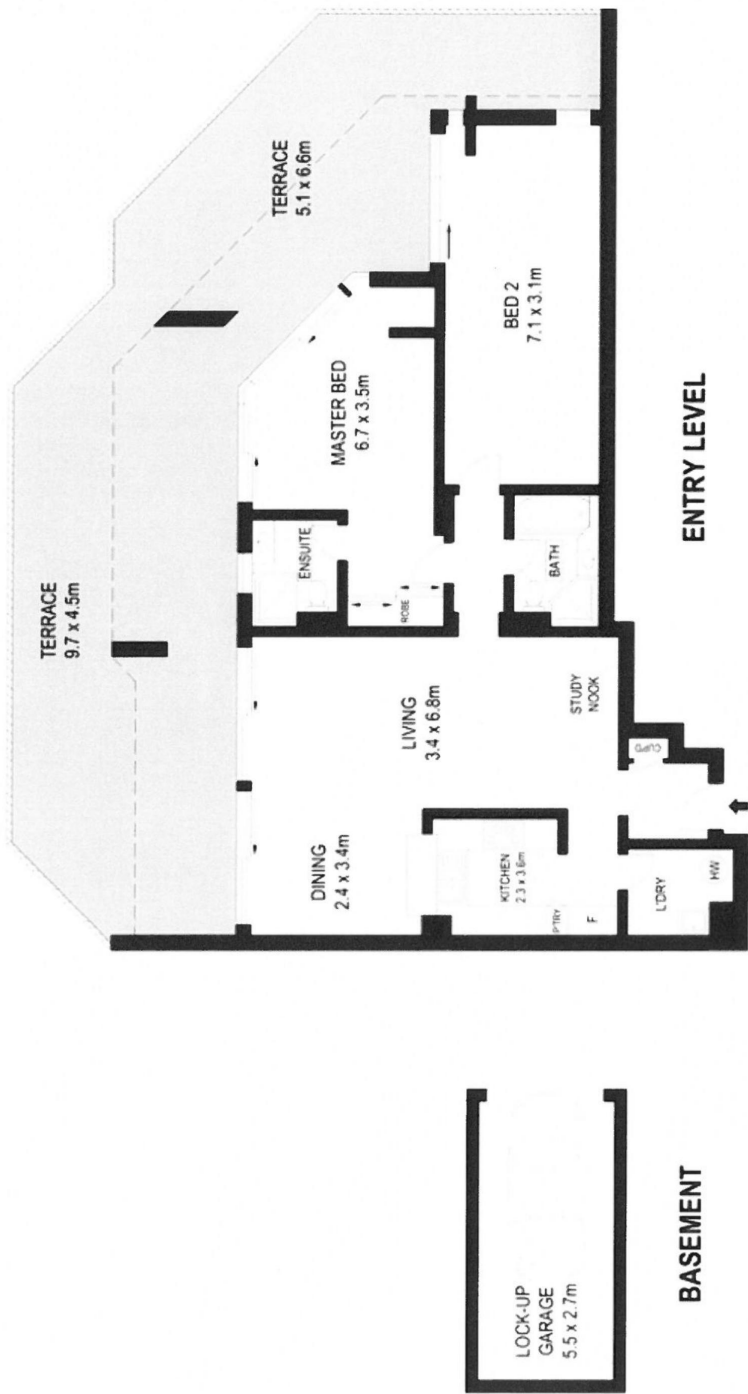 TERRACE
9.7 x 4.5m
TERRACE
5.1 x 6.6m
DINING
2.4 x 3.4m
LIVING
3.4 x 6.8m
ENSUITE
MASTER BED
6.7 x 3.5m
ROBE
KITCHEN
2.3 x 3.6m
P'TRY
F
STUDY
NOOK
BATH
BED 2
7.1 x 3.1m
L'DRY
HW
CUPD
LOCK-UP
GARAGE
5.5 x 2.7m
BASEMENT
ENTRY LEVEL